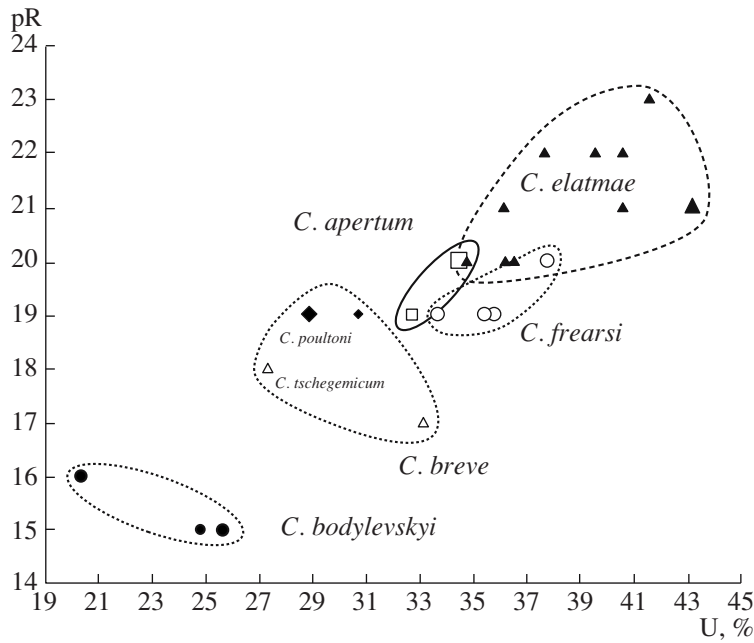 pR
24
23
22
C. elatmae
21
C. apertum
20
19
C. frearsi
C. poultoni
18
C. tschegemicum
17
C. breve
16
15
C. bodylevskyi
14
19 21 23 25 27 29 31 33 35 37 39 41 43 45
U, %